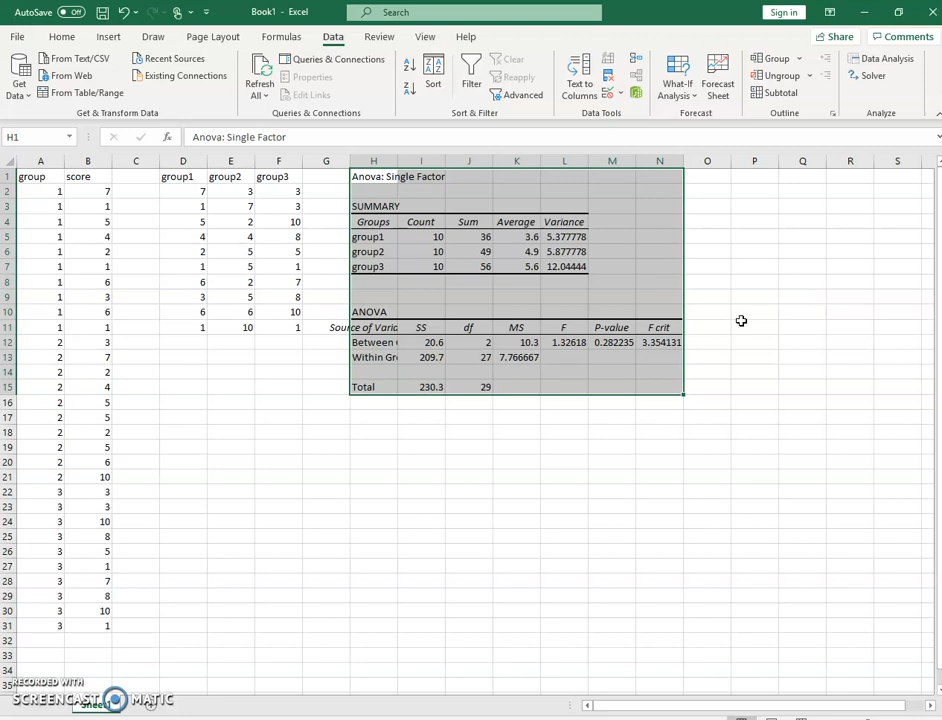 AutoSave Off Book1 - Excel Search Sign in
File Home Insert Draw Page Layout Formulas Data Review View Help Share Comments
Get Data
From Text/CSV
From Web
From Table/Range
Recent Sources
Existing Connections
Get & Transform Data
Refresh All
Queries & Connections
Properties
Edit Links
Queries & Connections
Sort
Filter
Clear
Reapply
Advanced
Sort & Filter
Text to Columns
Data Tools
What-If Analysis
Forecast Sheet
Forecast
Group
Ungroup
Subtotal
Outline
Data Analysis
Solver
Analyze
H1 fx Anova: Single Factor
A B C D E F G H I J K L M N O P Q R S
1 group score group1 group2 group3 Anova: Single Factor
2 1 7 7 3 3
3 1 1 1 7 3 SUMMARY
4 1 5 5 2 10 Groups Count Sum Average Variance
5 1 4 4 4 8 group1 10 36 3.6 5.377778
6 1 2 2 5 5 group2 10 49 4.9 5.877778
7 1 1 1 5 1 group3 10 56 5.6 12.04444
8 1 6 6 2 7
9 1 3 3 5 8
10 1 6 6 6 10 ANOVA
11 1 1 1 10 1 Source of Varia SS df MS F P-value F crit
12 2 3 Between 20.6 2 10.3 1.32618 0.282235 3.354131
13 2 7 Within Gr 209.7 27 7.766667
14 2 2
15 2 4 Total 230.3 29
16 2 5
17 2 5
18 2 2
19 2 5
20 2 6
21 2 10
22 3 3
23 3 3
24 3 10
25 3 8
26 3 5
27 3 1
28 3 7
29 3 8
30 3 10
31 3 1
32
33
34
35
RECORDED WITH
SCREENCAST MATIC